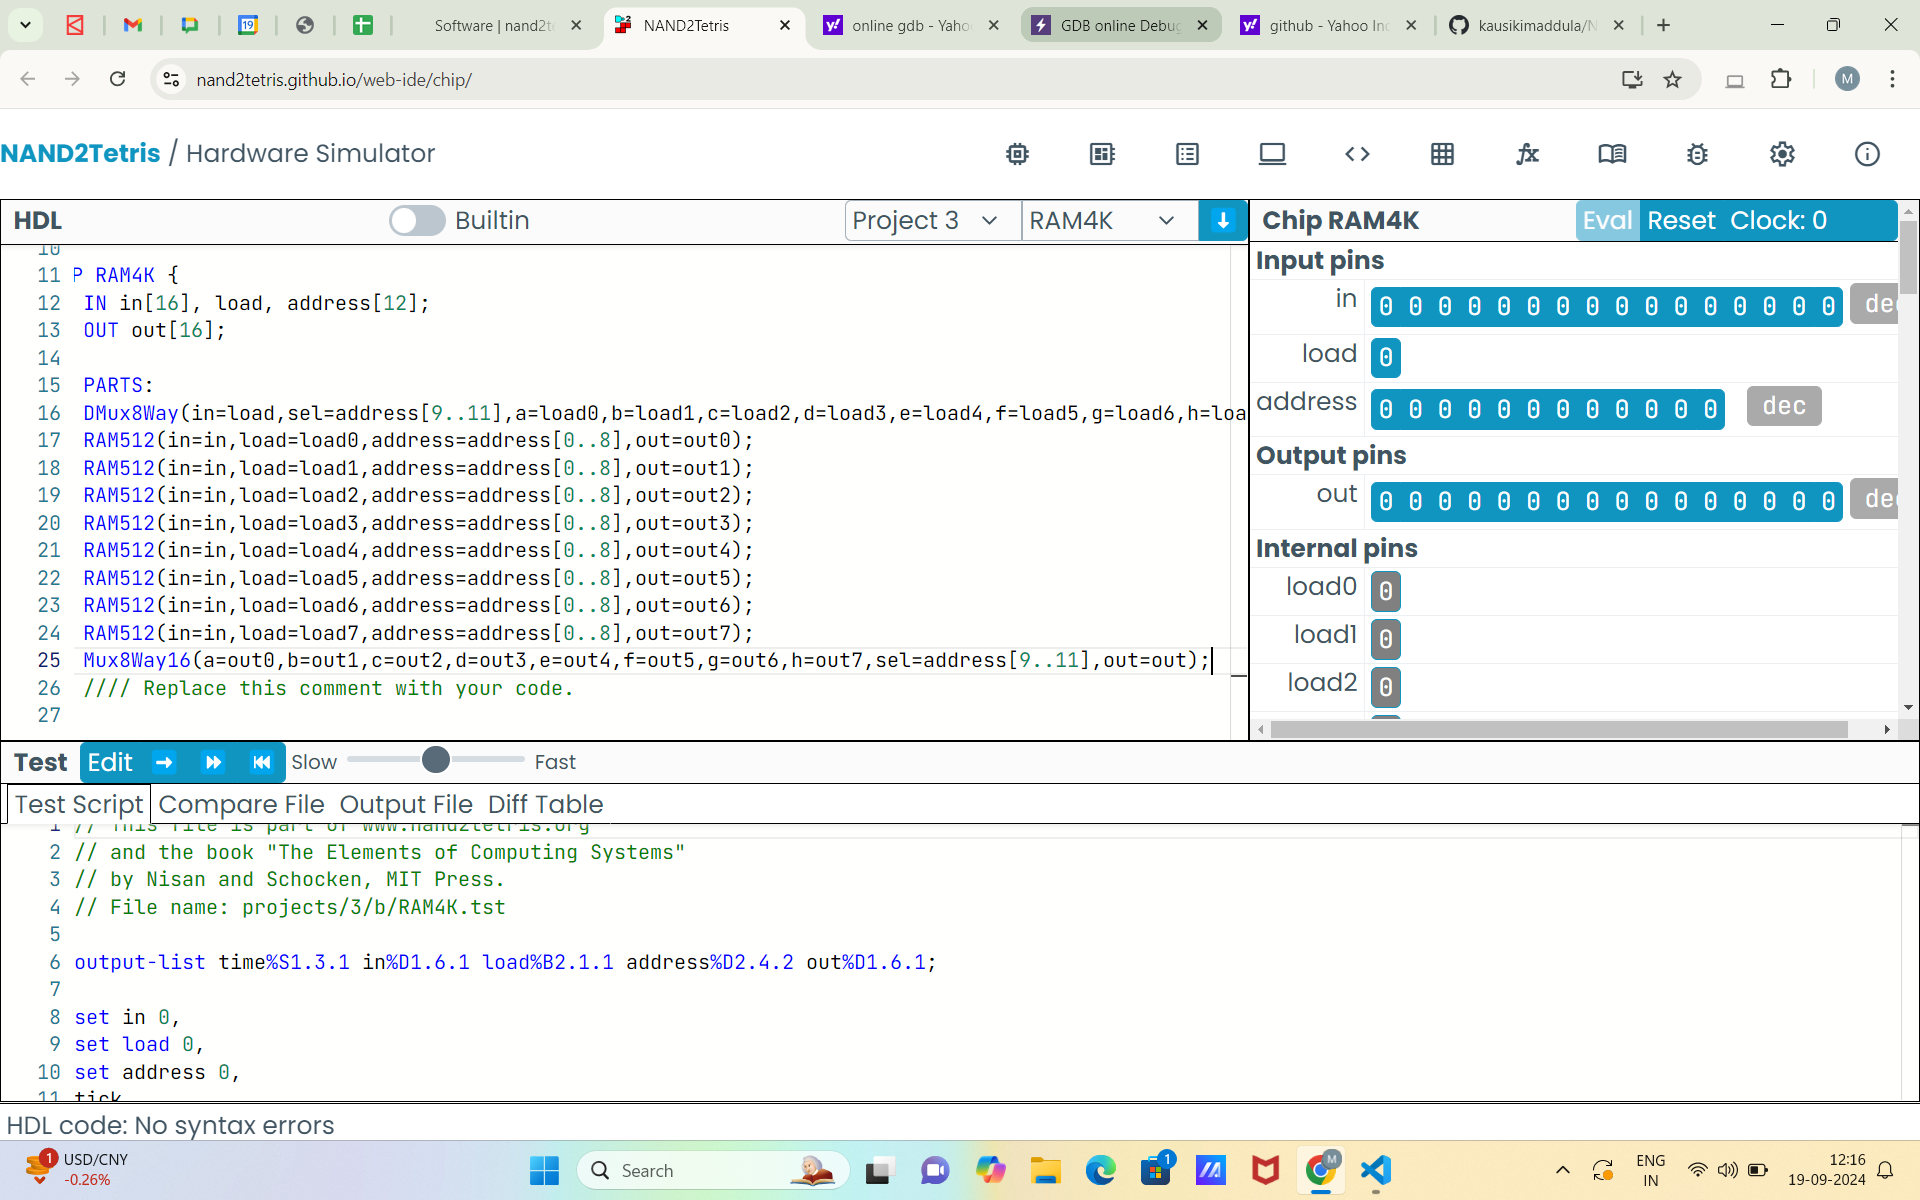 Software | nand2te
NAND2Tetris
online gdb - Yahoo
GDB online Debug
github - Yahoo Inc
kausikimaddula/N
nand2tetris.github.io/web-ide/chip/
M
NAND2Tetris / Hardware Simulator
HDL
Builtin
Project 3
RAM4K
10
11 P RAM4K {
12 IN in[16], load, address[12];
13 OUT out[16];
14
15 PARTS:
16 DMux8Way(in=load,sel=address[9..11],a=load0,b=load1,c=load2,d=load3,e=load4,f=load5,g=load6,h=loa
17 RAM512(in=in,load=load0,address=address[0..8],out=out0);
18 RAM512(in=in,load=load1,address=address[0..8],out=out1);
19 RAM512(in=in,load=load2,address=address[0..8],out=out2);
20 RAM512(in=in,load=load3,address=address[0..8],out=out3);
21 RAM512(in=in,load=load4,address=address[0..8],out=out4);
22 RAM512(in=in,load=load5,address=address[0..8],out=out5);
23 RAM512(in=in,load=load6,address=address[0..8],out=out6);
24 RAM512(in=in,load=load7,address=address[0..8],out=out7);
25 Mux8Way16(a=out0,b=out1,c=out2,d=out3,e=out4,f=out5,g=out6,h=out7,sel=address[9..11],out=out);
26 //// Replace this comment with your code.
27
Chip RAM4K
Eval Reset Clock: 0
Input pins
in 0 0 0 0 0 0 0 0 0 0 0 0 0 0 0 0 dec
load 0
address 0 0 0 0 0 0 0 0 0 0 0 0 dec
Output pins
out 0 0 0 0 0 0 0 0 0 0 0 0 0 0 0 0 dec
Internal pins
load0 0
load1 0
load2 0
Test Edit Slow Fast
Test Script Compare File Output File Diff Table
1 // This file is part of www.nand2tetris.org
2 // and the book "The Elements of Computing Systems"
3 // by Nisan and Schocken, MIT Press.
4 // File name: projects/3/b/RAM4K.tst
5
6 output-list time%S1.3.1 in%D1.6.1 load%B2.1.1 address%D2.4.2 out%D1.6.1;
7
8 set in 0,
9 set load 0,
10 set address 0,
11 tick
HDL code: No syntax errors
1
USD/CNY
-0.26%
Search
1
M
ENG
IN
12:16
19-09-2024